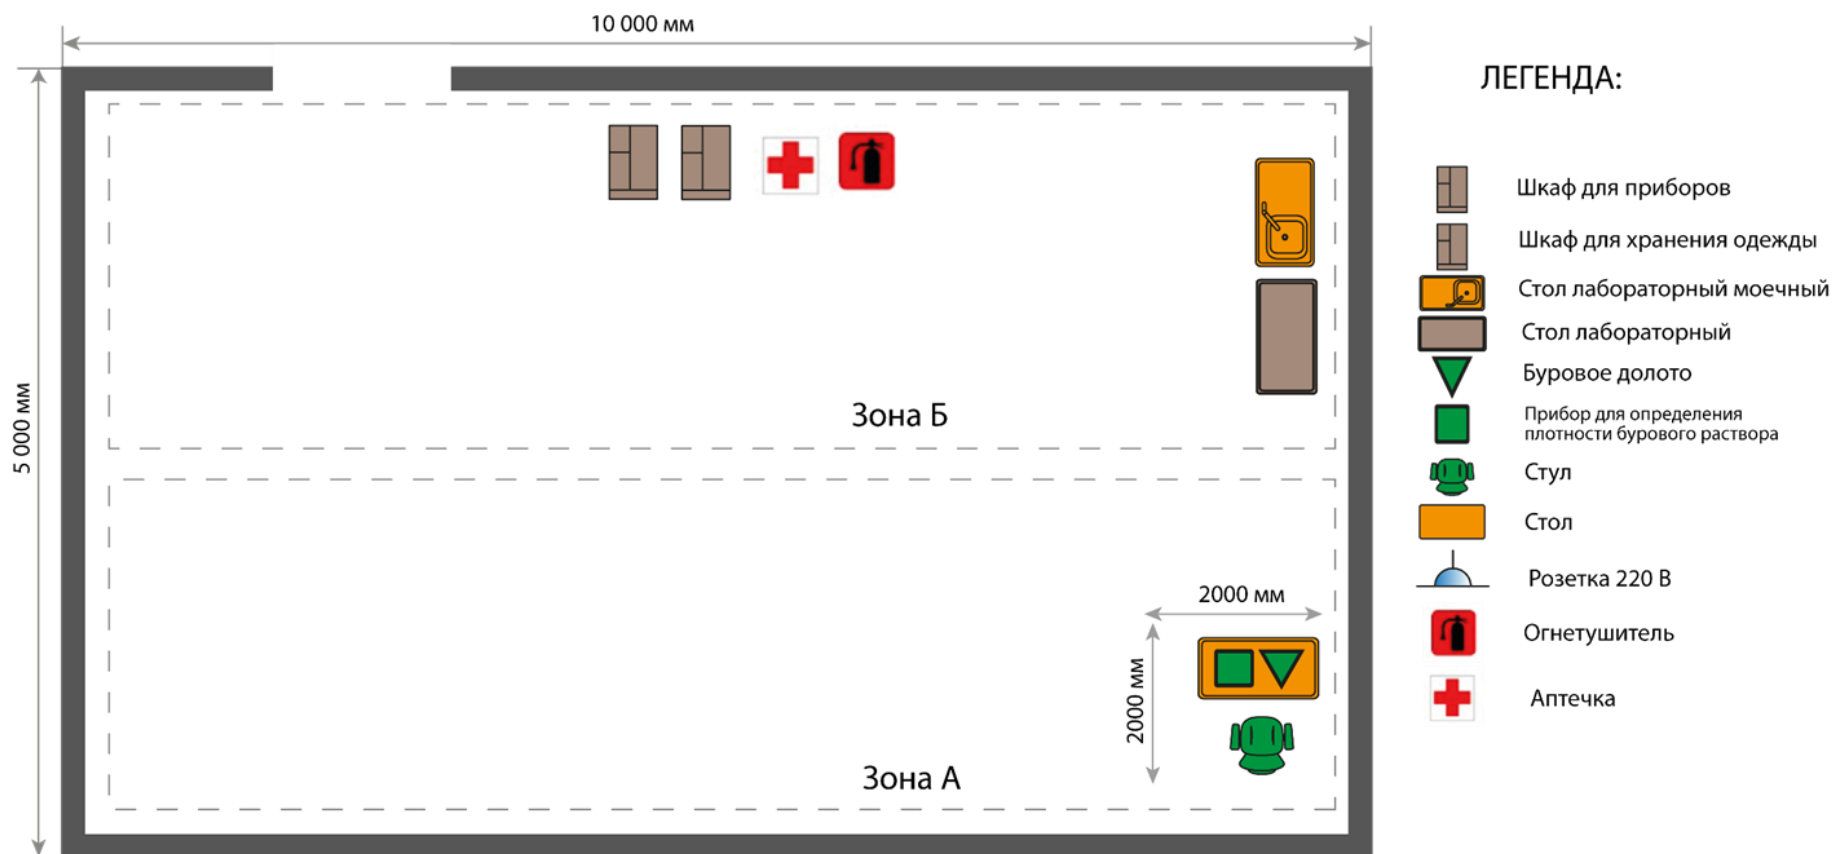 10 000 мм
ЛЕГЕНДА:
Шкаф для приборов
Шкаф для хранения одежды
Стол лабораторный моечный
Стол лабораторный
Буровое долото
Прибор для определения
плотности бурового раствора
Стул
Стол
Розетка 220 В
Огнетушитель
Аптечка
5 000 мм
Зона Б
2000 мм
2000 мм
Зона А